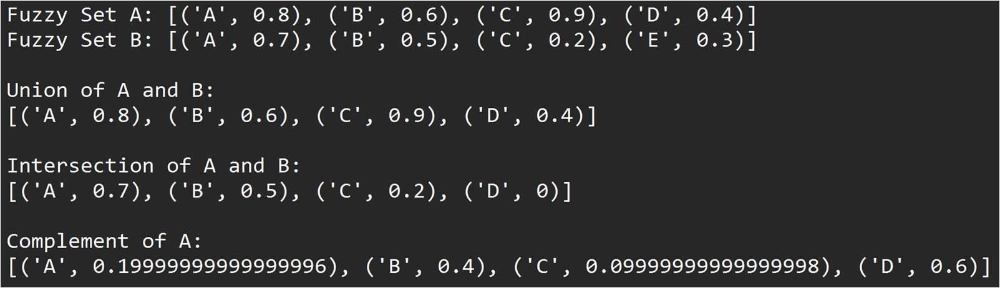 Fuzzy Set A: [('A', 0.8), ('B', 0.6), ('C', 0.9), ('D', 0.4)]
Fuzzy Set B: [('A', 0.7), ('B', 0.5), ('C', 0.2), ('E', 0.3)]
Union of A and B:
[('A', 0.8), ('B', 0.6), ('C', 0.9), ('D', 0.4)]
Intersection of A and B:
[('A', 0.7), ('B', 0.5), ('C', 0.2), ('D', 0)]
Complement of A:
[('A', 0.19999999999999996), ('B', 0.4), ('C', 0.09999999999999998), ('D', 0.6)]